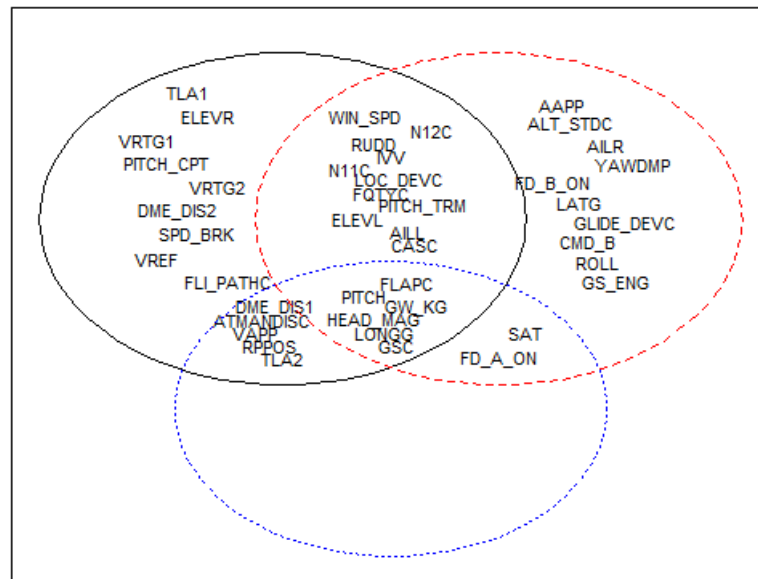 TLA1
ELEVR
VRTG1
PITCH_CPT
VRTG2
DME_DIS2
SPD_BRK
VREF
FLI_PATHC
WIN_SPD
N12C
RUDD
IVV
N11C
LOC_DEVC
FQTYC
PITCH_TRM
ELEVL
AILL
CASC
AAPP
ALT_STDC
AILR
YAWDMP
FD_B_ON
LATG
GLIDE_DEVC
CMD_B
ROLL
GS_ENG
DME_DIS1
ATMANDISC
VAPP
RPPOS
TLA2
FLAPC
PITCH
GW_KG
HEAD_MAG
LONGG
GSC
SAT
FD_A_ON